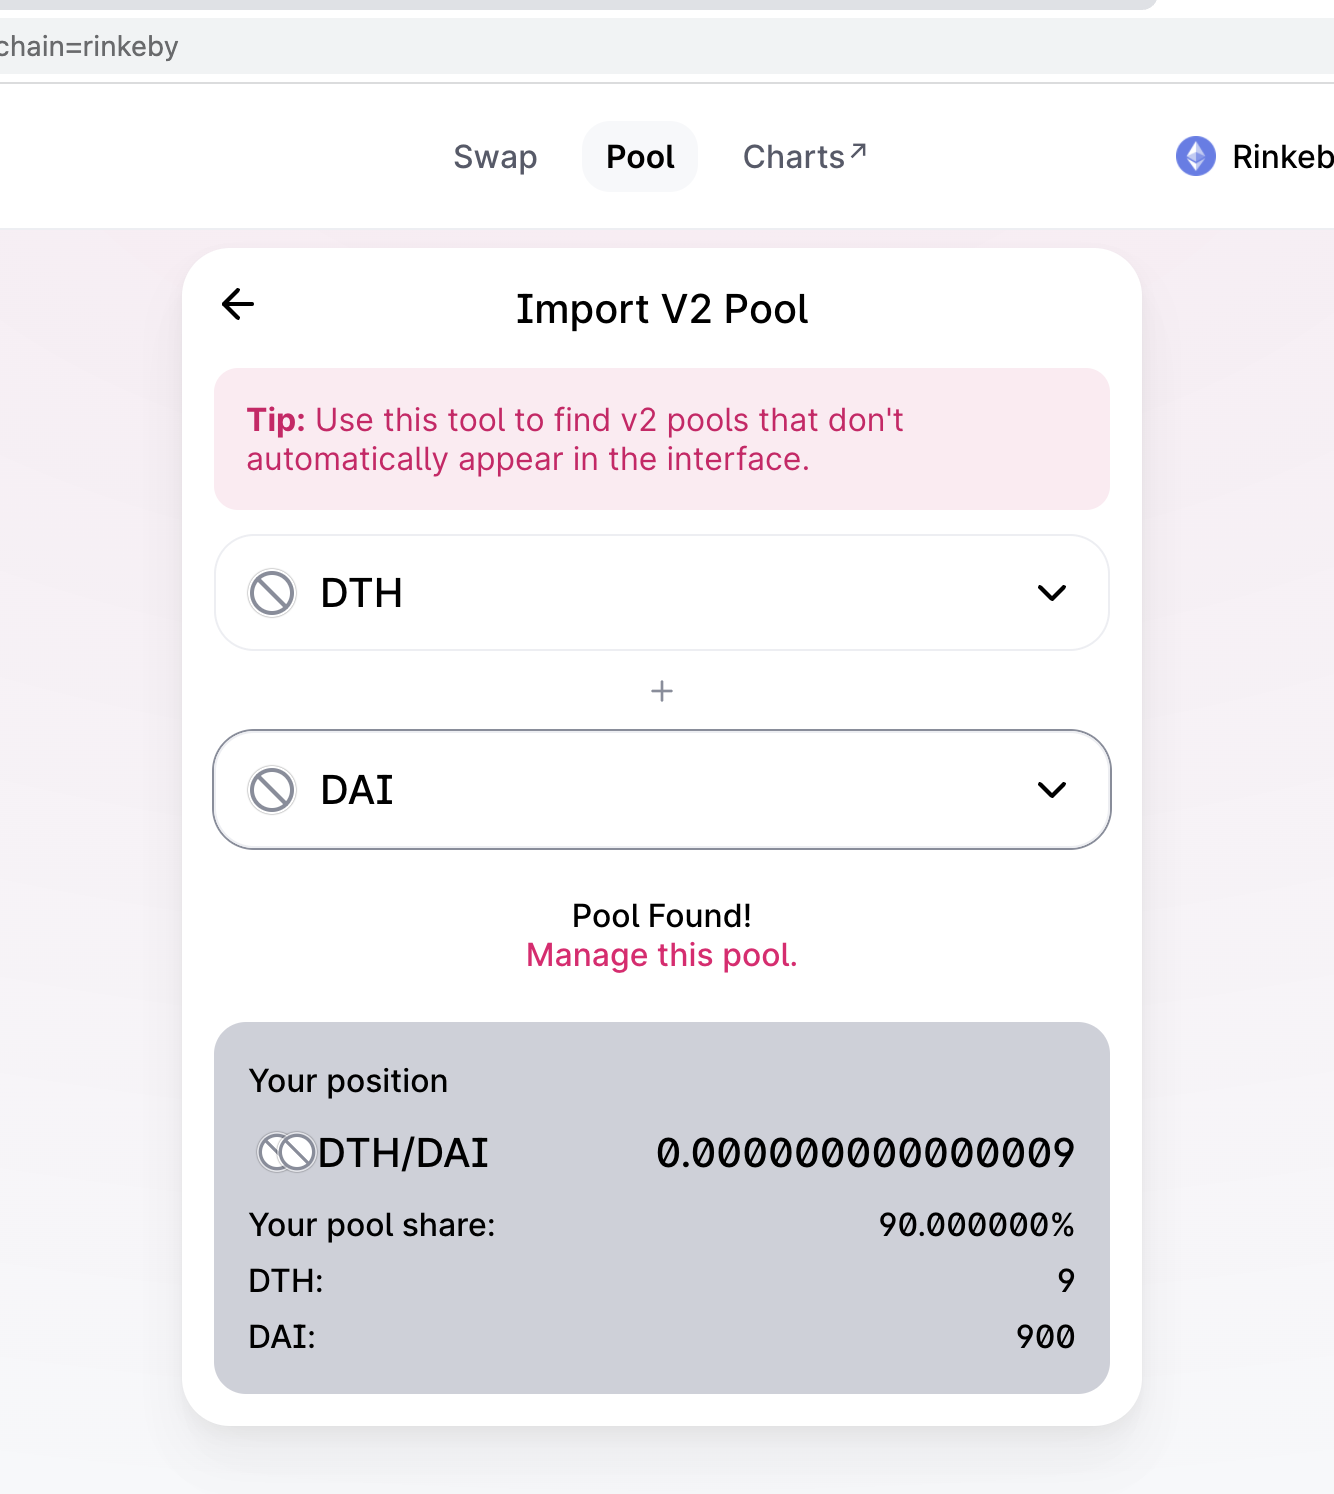 chain=rinkeby
Swap
Pool
Charts↗
Rinkeb
←
Import V2 Pool
Tip: Use this tool to find v2 pools that don't
automatically appear in the interface.
DTH
+
DAI
Pool Found!
Manage this pool.
Your position
DTH/DAI 0.000000000000009
Your pool share: 90.000000%
DTH: 9
DAI: 900